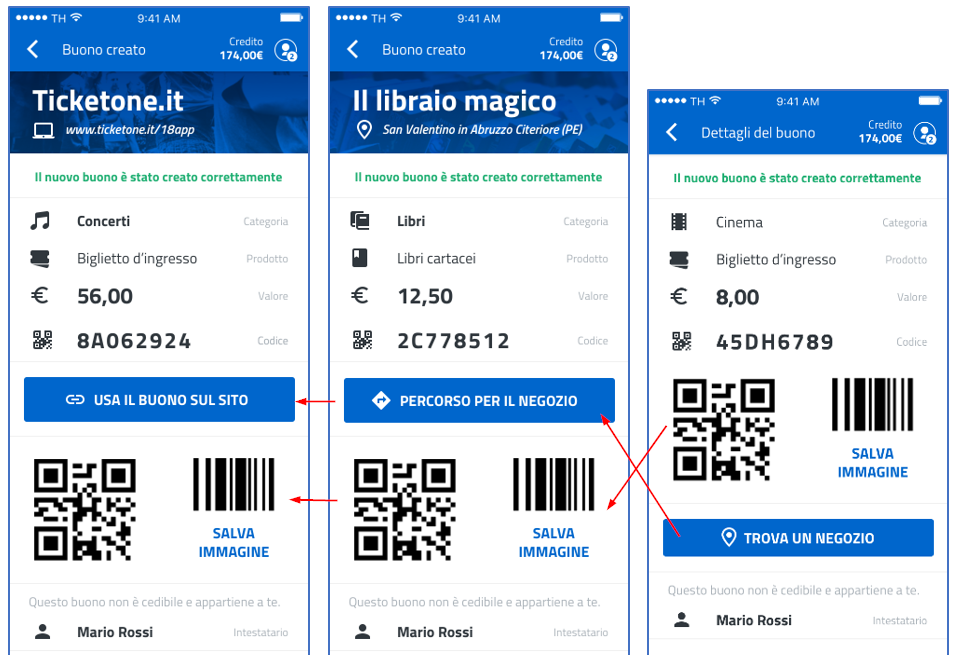 TH 9:41 AM
Buono creato
Credito
174,00€
2
Ticketone.it
www.ticketone.it/18app
Il nuovo buono è stato creato correttamente
Concerti Categoria
Biglietto d'ingresso Prodotto
€ 56,00 Valore
8A062924 Codice
USA IL BUONO SUL SITO
SALVA
IMMAGINE
Questo buono non è cedibile e appartiene a te.
Mario Rossi Intestatario
TH 9:41 AM
Buono creato
Credito
174,00€
2
Il libraio magico
San Valentino in Abruzzo Citeriore (PE)
Il nuovo buono è stato creato correttamente
Libri Categoria
Libri cartacei Prodotto
€ 12,50 Valore
2C778512 Codice
PERCORSO PER IL NEGOZIO
SALVA
IMMAGINE
Questo buono non è cedibile e appartiene a te.
Mario Rossi Intestatario
TH 9:41 AM
Dettagli del buono
Credito
174,00€
2
Il nuovo buono è stato creato correttamente
Cinema Categoria
Biglietto d'ingresso Prodotto
€ 8,00 Valore
45DH6789 Codice
SALVA
IMMAGINE
TROVA UN NEGOZIO
Questo buono non è cedibile e appartiene a te.
Mario Rossi Intestatario